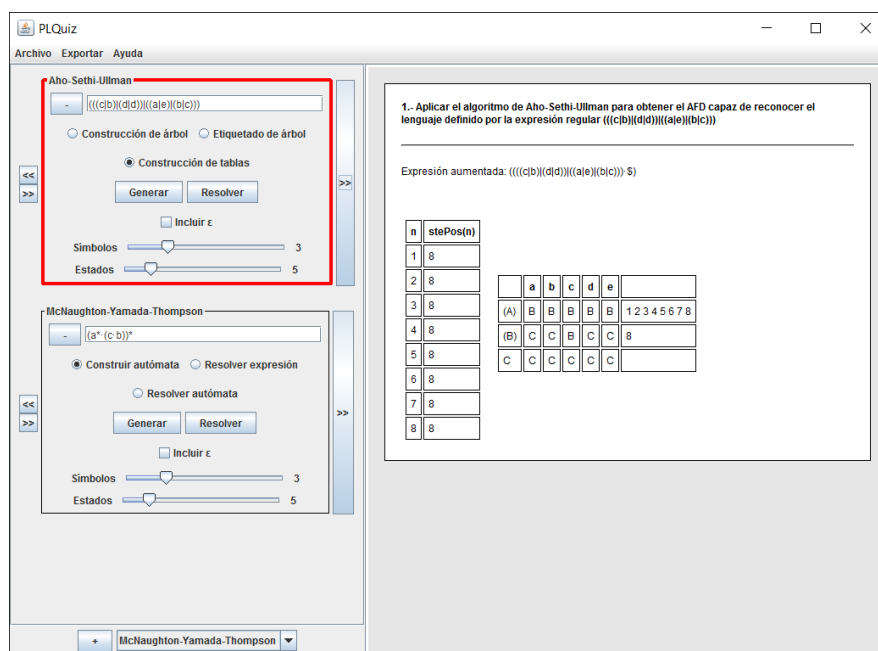 PLQuiz
Archivo Exportar Ayuda
Aho-Sethi-Ullman
- (((c|b)|(d|d))|((a|e)|(b|c)))
Construcción de árbol Etiquetado de árbol
Construcción de tablas
<<
>>
>>
Generar Resolver
Incluir ε
Símbolos 3
Estados 5
McNaughton-Yamada-Thompson
- (a*·(c·b))*
Construir autómata Resolver expresión
Resolver autómata
<<
>>
>>
Generar Resolver
Incluir ε
Símbolos 3
Estados 5
+ McNaughton-Yamada-Thompson
1.- Aplicar el algoritmo de Aho-Sethi-Ullman para obtener el AFD capaz de reconocer el
lenguaje definido por la expresión regular (((c|b)|(d|d))|((a|e)|(b|c)))
Expresión aumentada: ((((c|b)|(d|d))|((a|e)|(b|c)))·$)
n stePos(n)
1 8
2 8
3 8
4 8
5 8
6 8
7 8
8 8
a b c d e
(A) B B B B B 1 2 3 4 5 6 7 8
(B) C C B C C 8
C C C C C C